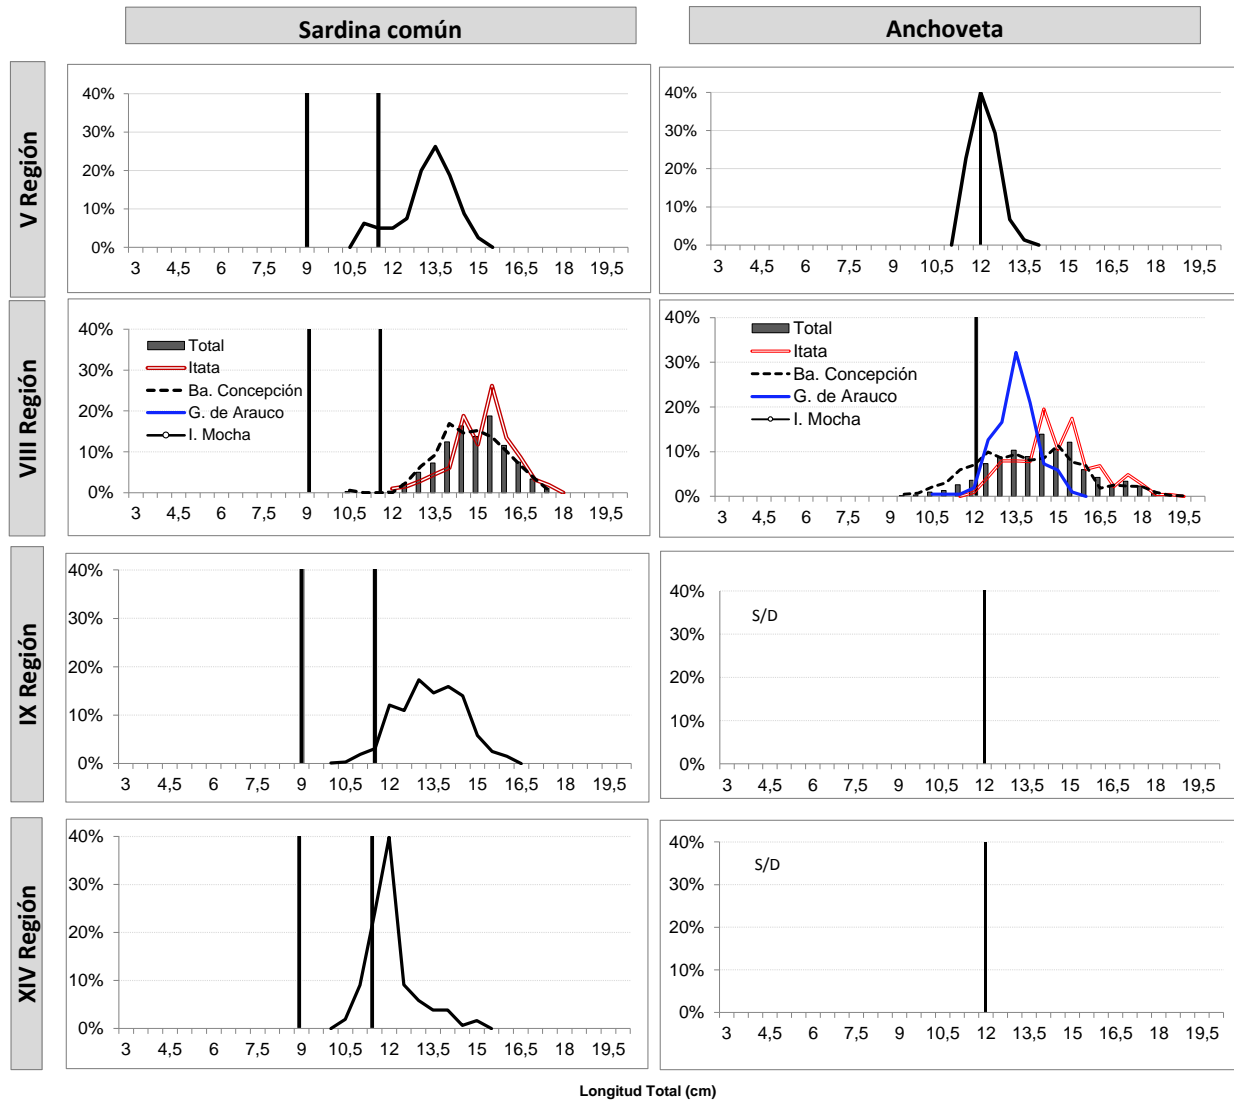 Sardina común
Anchoveta
V Región
40%
30%
20%
10%
0%
3 4,5 6 7,5 9 10,5 12 13,5 15 16,5 18 19,5
40%
30%
20%
10%
0%
3 4,5 6 7,5 9 10,5 12 13,5 15 16,5 18 19,5
VIII Región
40%
30%
20%
10%
0%
Total
Itata
Ba. Concepción
G. de Arauco
I. Mocha
3 4,5 6 7,5 9 10,5 12 13,5 15 16,5 18 19,5
40%
30%
20%
10%
0%
Total
Itata
Ba. Concepción
G. de Arauco
I. Mocha
3 4,5 6 7,5 9 10,5 12 13,5 15 16,5 18 19,5
IX Región
40%
30%
20%
10%
0%
3 4,5 6 7,5 9 10,5 12 13,5 15 16,5 18 19,5
S/D
40%
30%
20%
10%
0%
3 4,5 6 7,5 9 10,5 12 13,5 15 16,5 18 19,5
XIV Región
40%
30%
20%
10%
0%
3 4,5 6 7,5 9 10,5 12 13,5 15 16,5 18 19,5
S/D
40%
30%
20%
10%
0%
3 4,5 6 7,5 9 10,5 12 13,5 15 16,5 18 19,5
Longitud Total (cm)